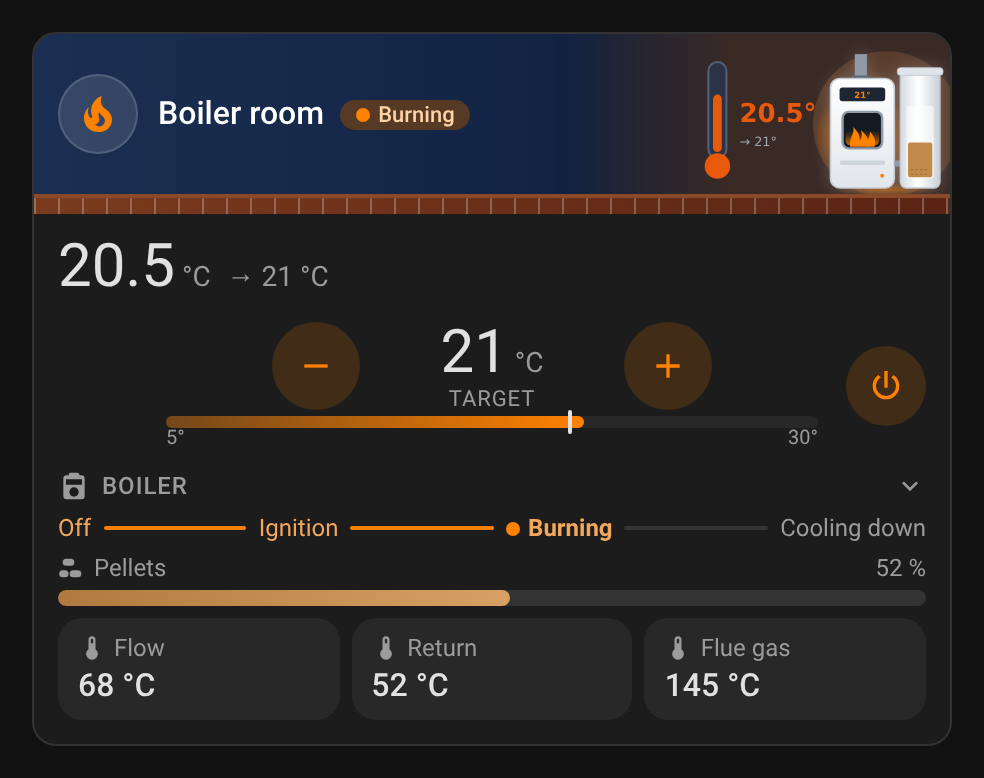 Boiler room
Burning
20.5°
→ 21°
21°
20.5 °C → 21 °C
− 21 °C +
TARGET
5° 30°
BOILER
Off Ignition Burning Cooling down
Pellets 52 %
Flow Return Flue gas
68 °C 52 °C 145 °C